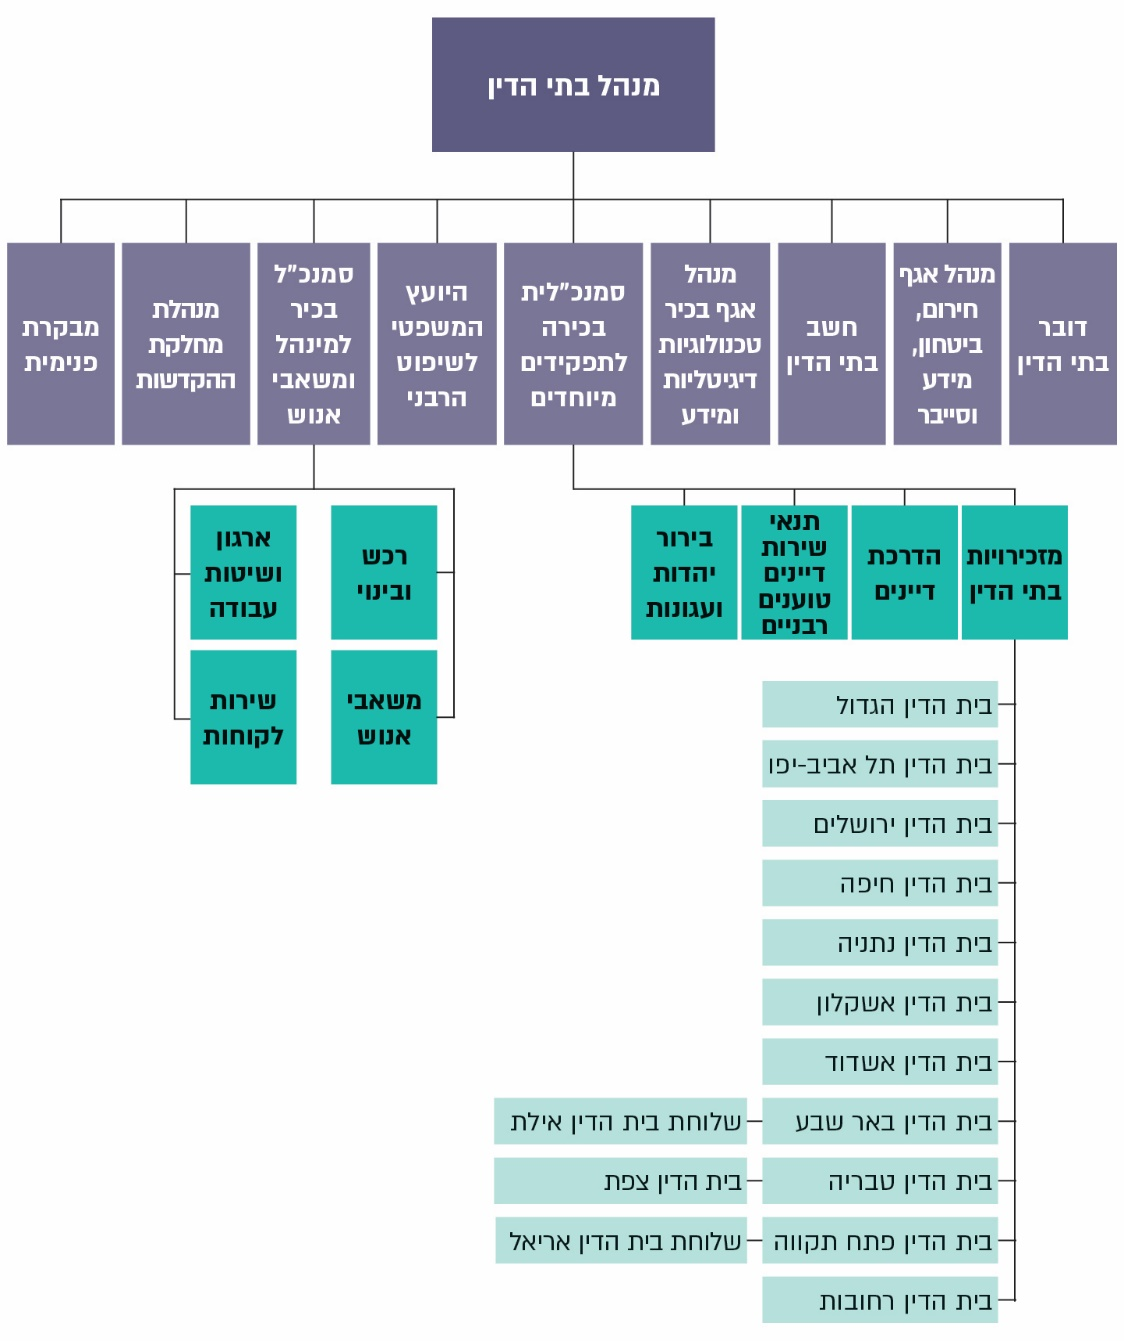 מנהל בתי הדין
דובר
בתי הדין
מנהל אגף
חירום,
ביטחון,
מידע
וסייבר
חשב
בתי הדין
מנהל
אגף בכיר
טכנולוגיות
דיגיטליות
ומידע
סמנכ"לית
בכירה
לתפקידים
מיוחדים
היועץ
המשפטי
לשיפוט
הרבני
סמנכ"ל
בכיר
למינהל
ומשאבי
אנוש
מנהלת
מחלקת
ההקדשות
מבקרת
פנימית
מזכירויות
בתי הדין
הדרכת
דיינים
תנאי
שירות
דיינים
טוענים
רבניים
בירור
יהדות
ועגונות
רכש
ובינוי
ארגון
ושיטות
עבודה
משאבי
אנוש
שירות
לקוחות
בית הדין הגדול
בית הדין תל אביב-יפו
בית הדין ירושלים
בית הדין חיפה
בית הדין נתניה
בית הדין אשקלון
בית הדין אשדוד
בית הדין באר שבע
שלוחת בית הדין אילת
בית הדין טבריה
בית הדין צפת
בית הדין פתח תקווה
שלוחת בית הדין אריאל
בית הדין רחובות